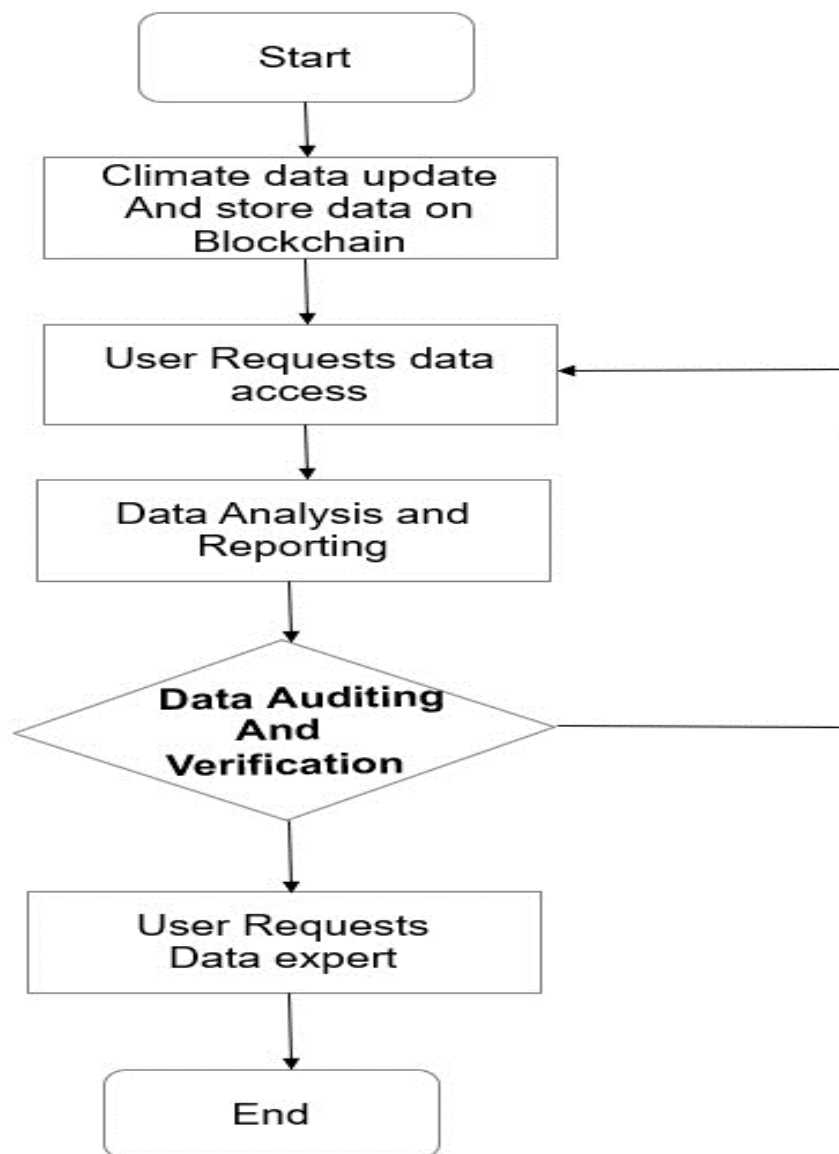 Start
Climate data update
And store data on
Blockchain
User Requests data
access
Data Analysis and
Reporting
Data Auditing
And
Verification
User Requests
Data expert
End